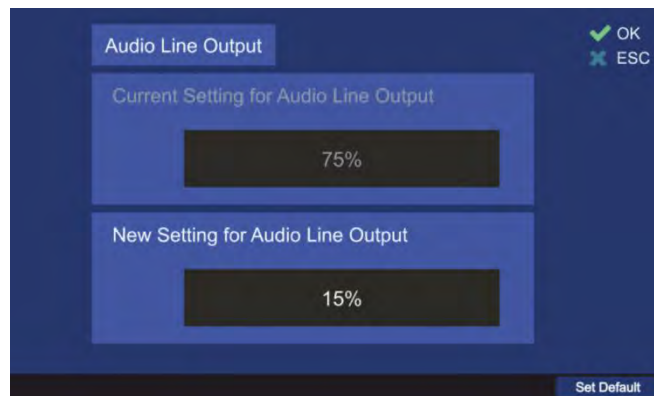 Audio Line Output
OK
ESC
Current Setting for Audio Line Output
75%
New Setting for Audio Line Output
15%
Set Default